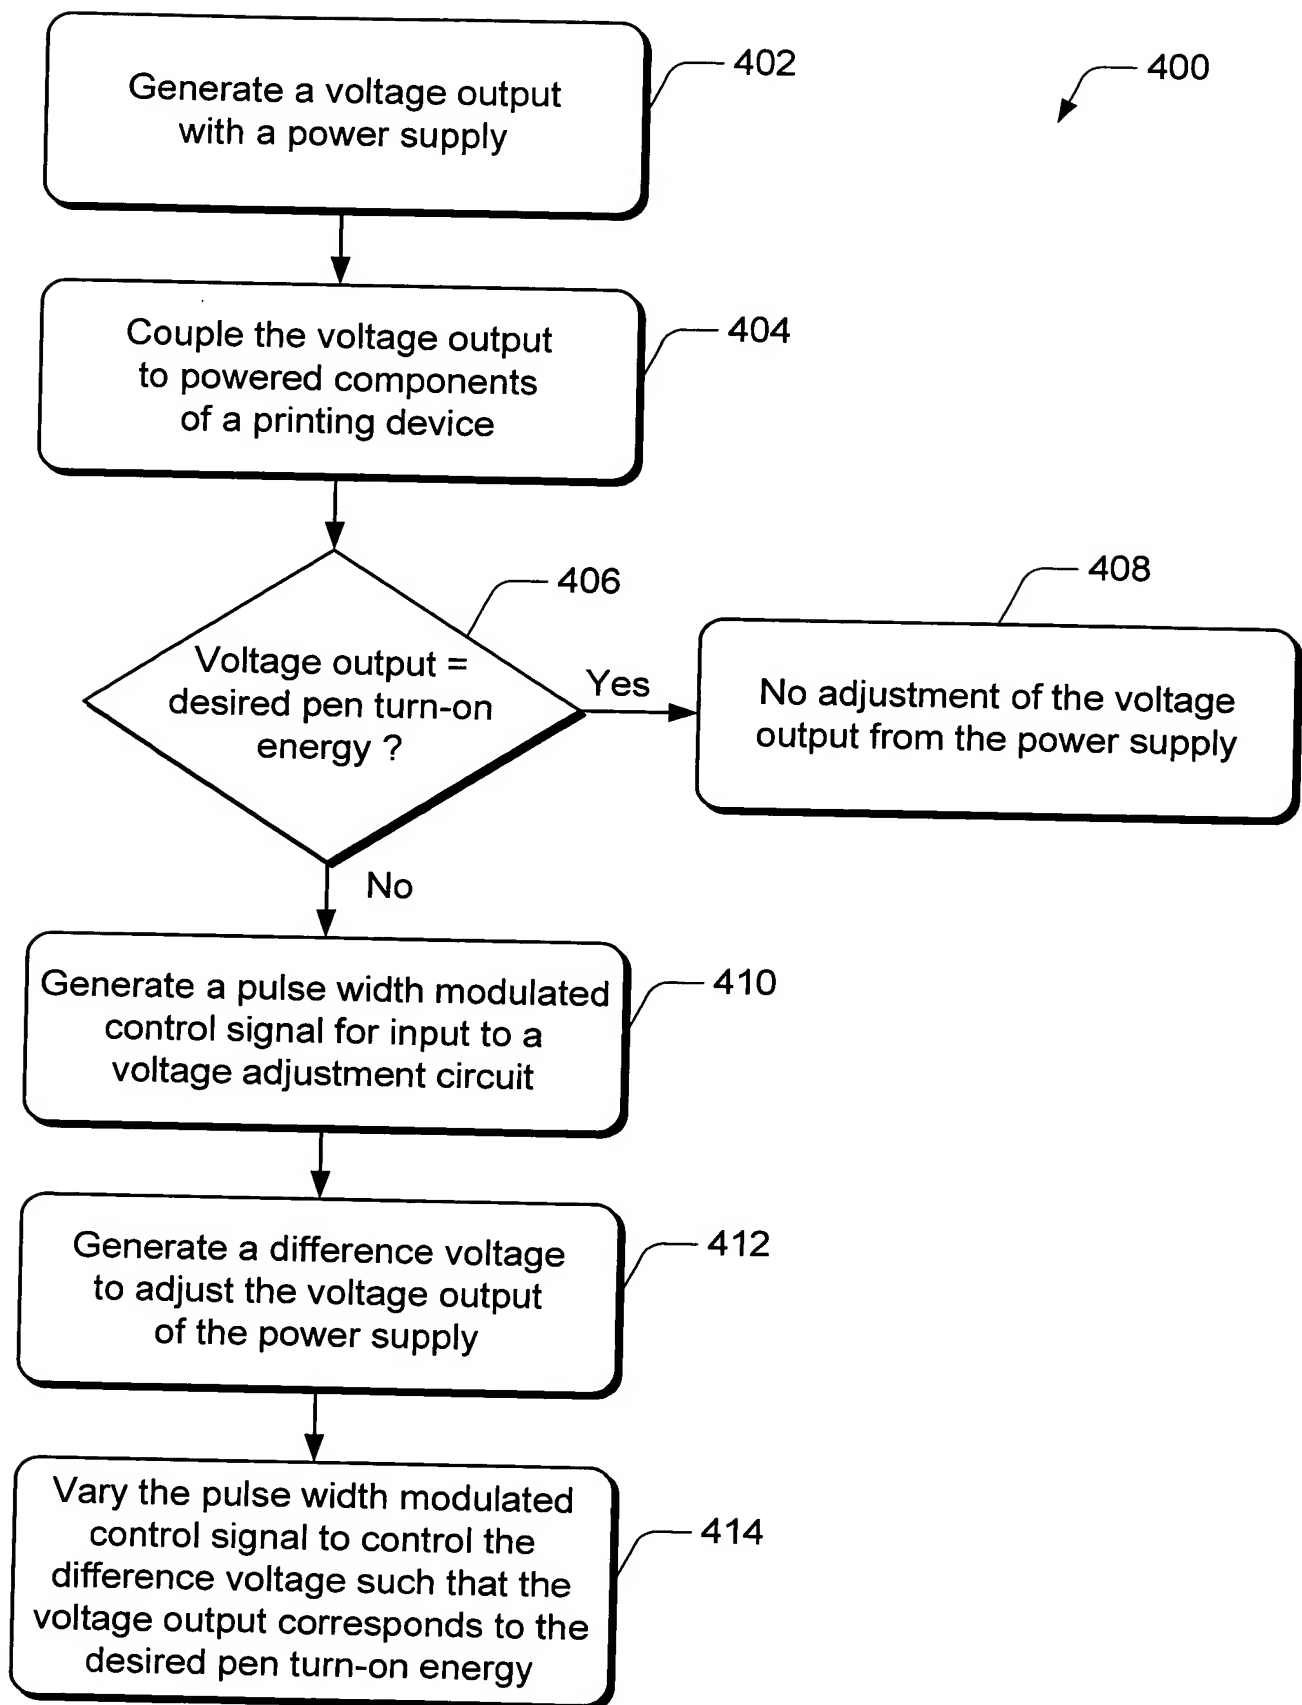 Generate a voltage output
with a power supply
402
400
Couple the voltage output
to powered components
of a printing device
404
406
Voltage output =
desired pen turn-on
energy ?
Yes
408
No adjustment of the voltage
output from the power supply
No
Generate a pulse width modulated
control signal for input to a
voltage adjustment circuit
410
Generate a difference voltage
to adjust the voltage output
of the power supply
412
Vary the pulse width modulated
control signal to control the
difference voltage such that the
voltage output corresponds to the
desired pen turn-on energy
414